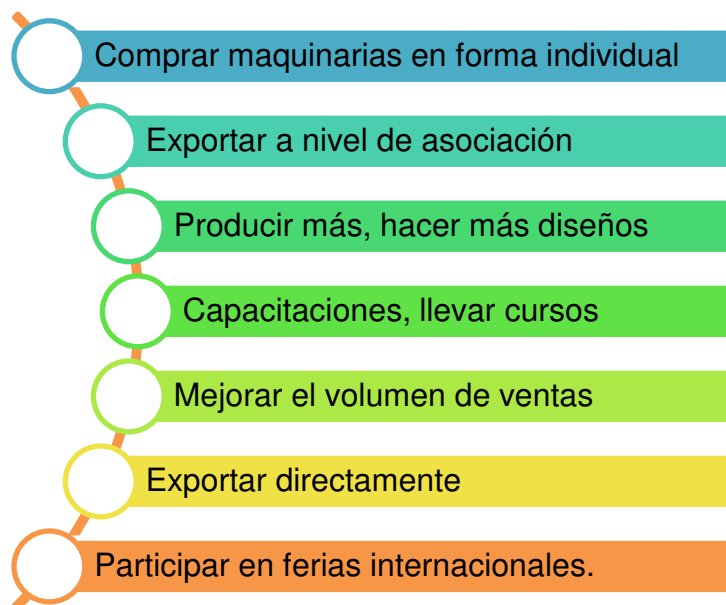 Comprar maquinarias en forma individual
Exportar a nivel de asociación
Producir más, hacer más diseños
Capacitaciones, llevar cursos
Mejorar el volumen de ventas
Exportar directamente
Participar en ferias internacionales.